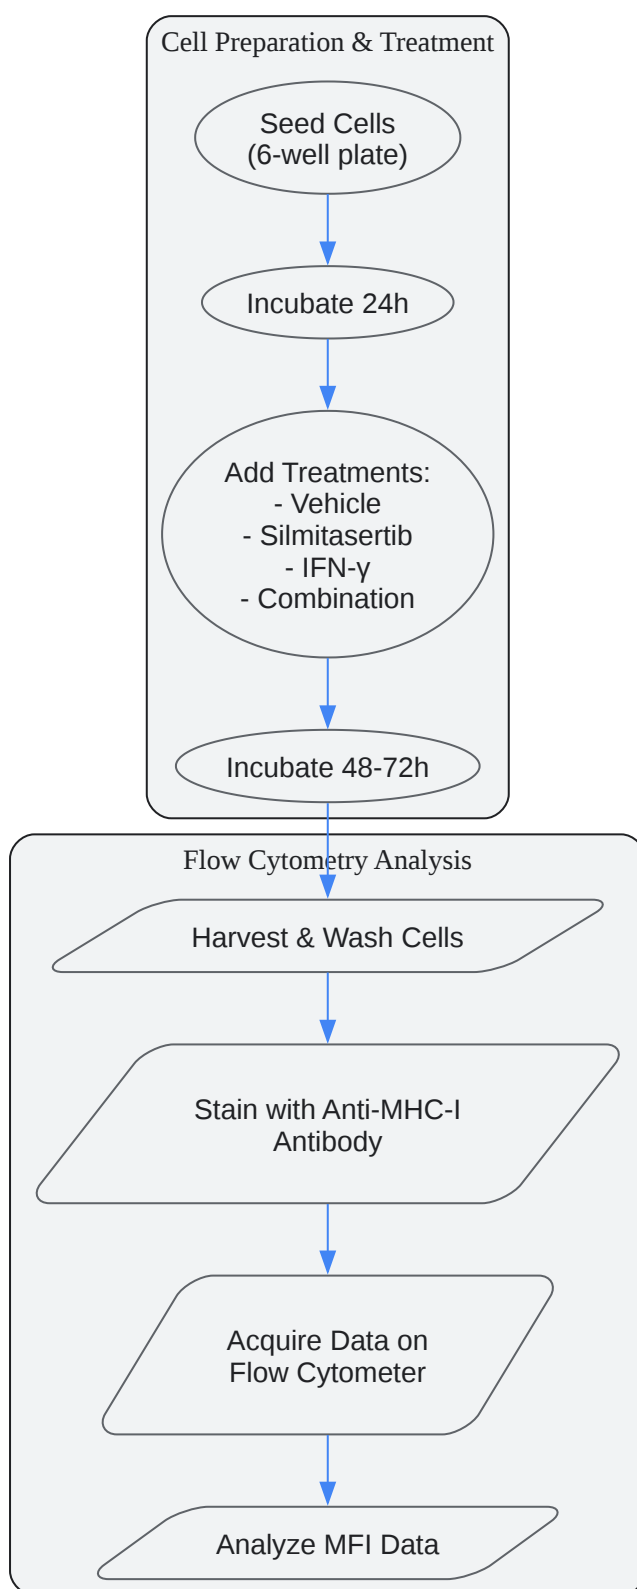 Cell Preparation & Treatment
Seed Cells
(6-well plate)
Incubate 24h
Add Treatments:
- Vehicle
- Silmitasertib
- IFN-γ
- Combination
Incubate 48-72h
Flow Cytometry Analysis
Harvest & Wash Cells
Stain with Anti-MHC-I
Antibody
Acquire Data on
Flow Cytometer
Analyze MFI Data